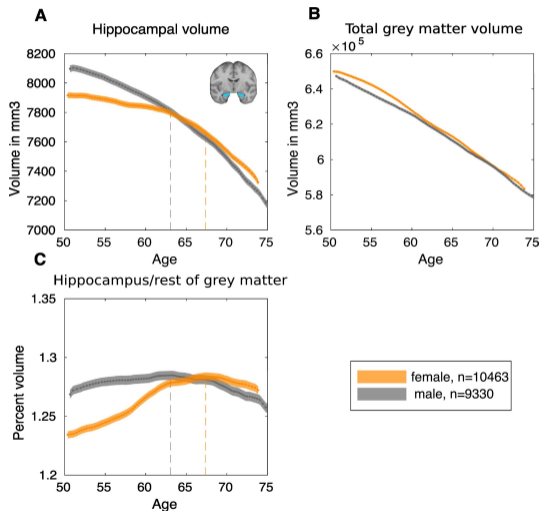 A
Hippocampal volume
8200
8000
7800
7600
7400
7200
7000
Volume in mm3
50 55 60 65 70 75
Age
B
Total grey matter volume
× 10⁵
6.6
6.4
6.2
6
5.8
5.6
Volume in mm3
50 55 60 65 70 75
Age
C
Hippocampus/rest of grey matter
1.35
1.3
1.25
1.2
Percent volume
50 55 60 65 70 75
Age
female, n=10463
male, n=9330